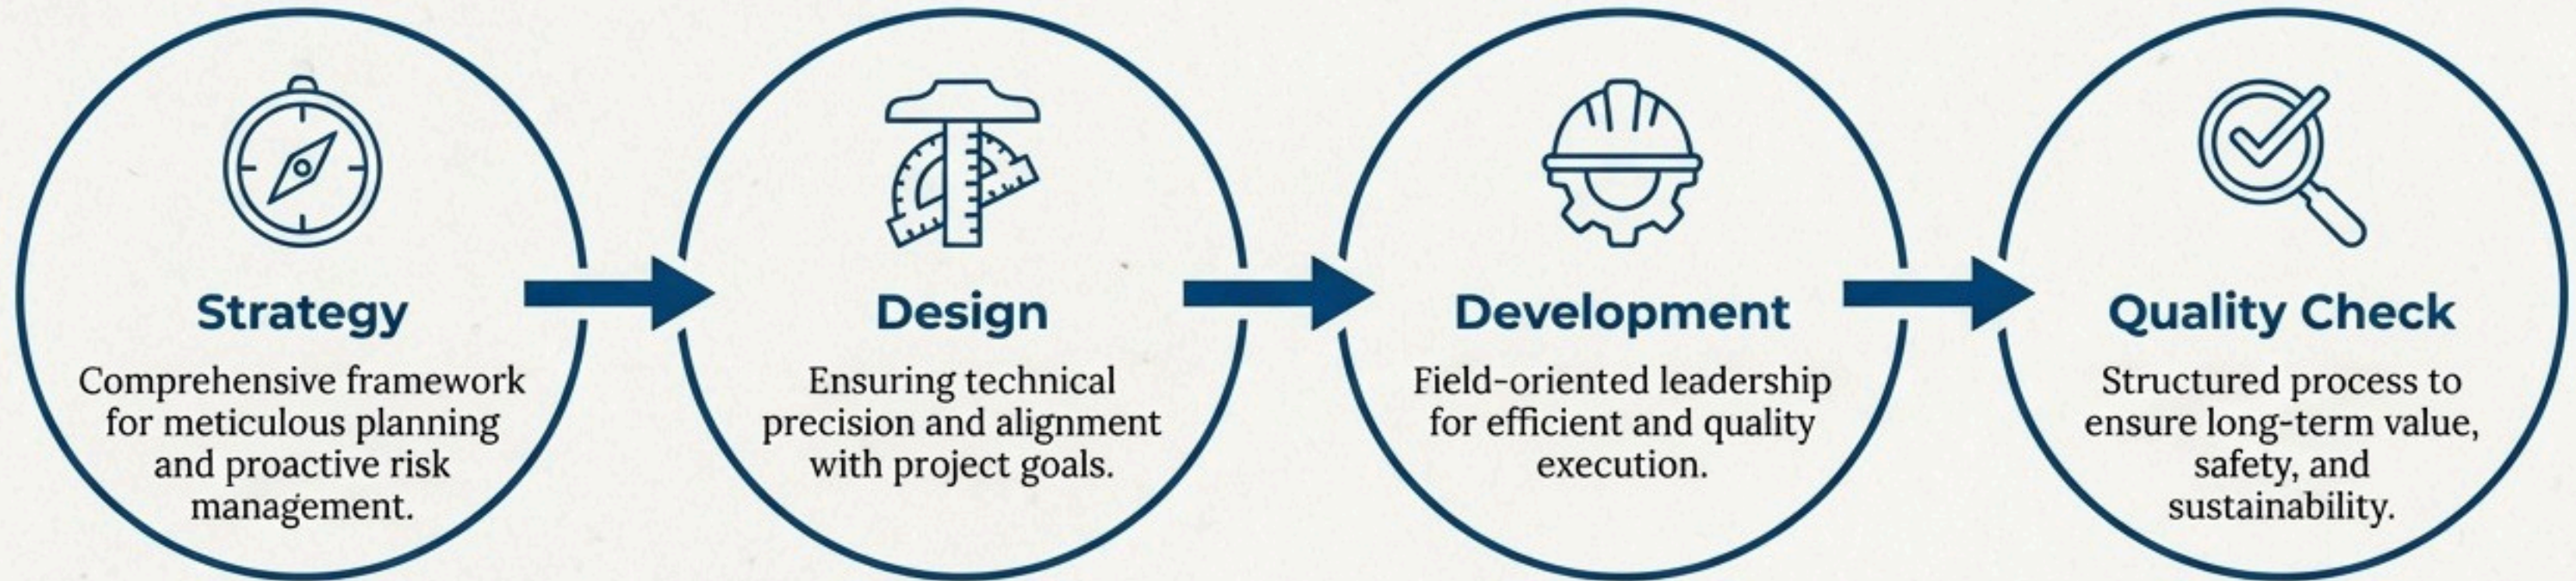 Strategy
Comprehensive framework
for meticulous planning
and proactive risk
management.
Design
Ensuring technical
precision and alignment
with project goals.
Development
Field-oriented leadership
for efficient and quality
execution.
Quality Check
Structured process to
ensure long-term value,
safety, and
sustainability.